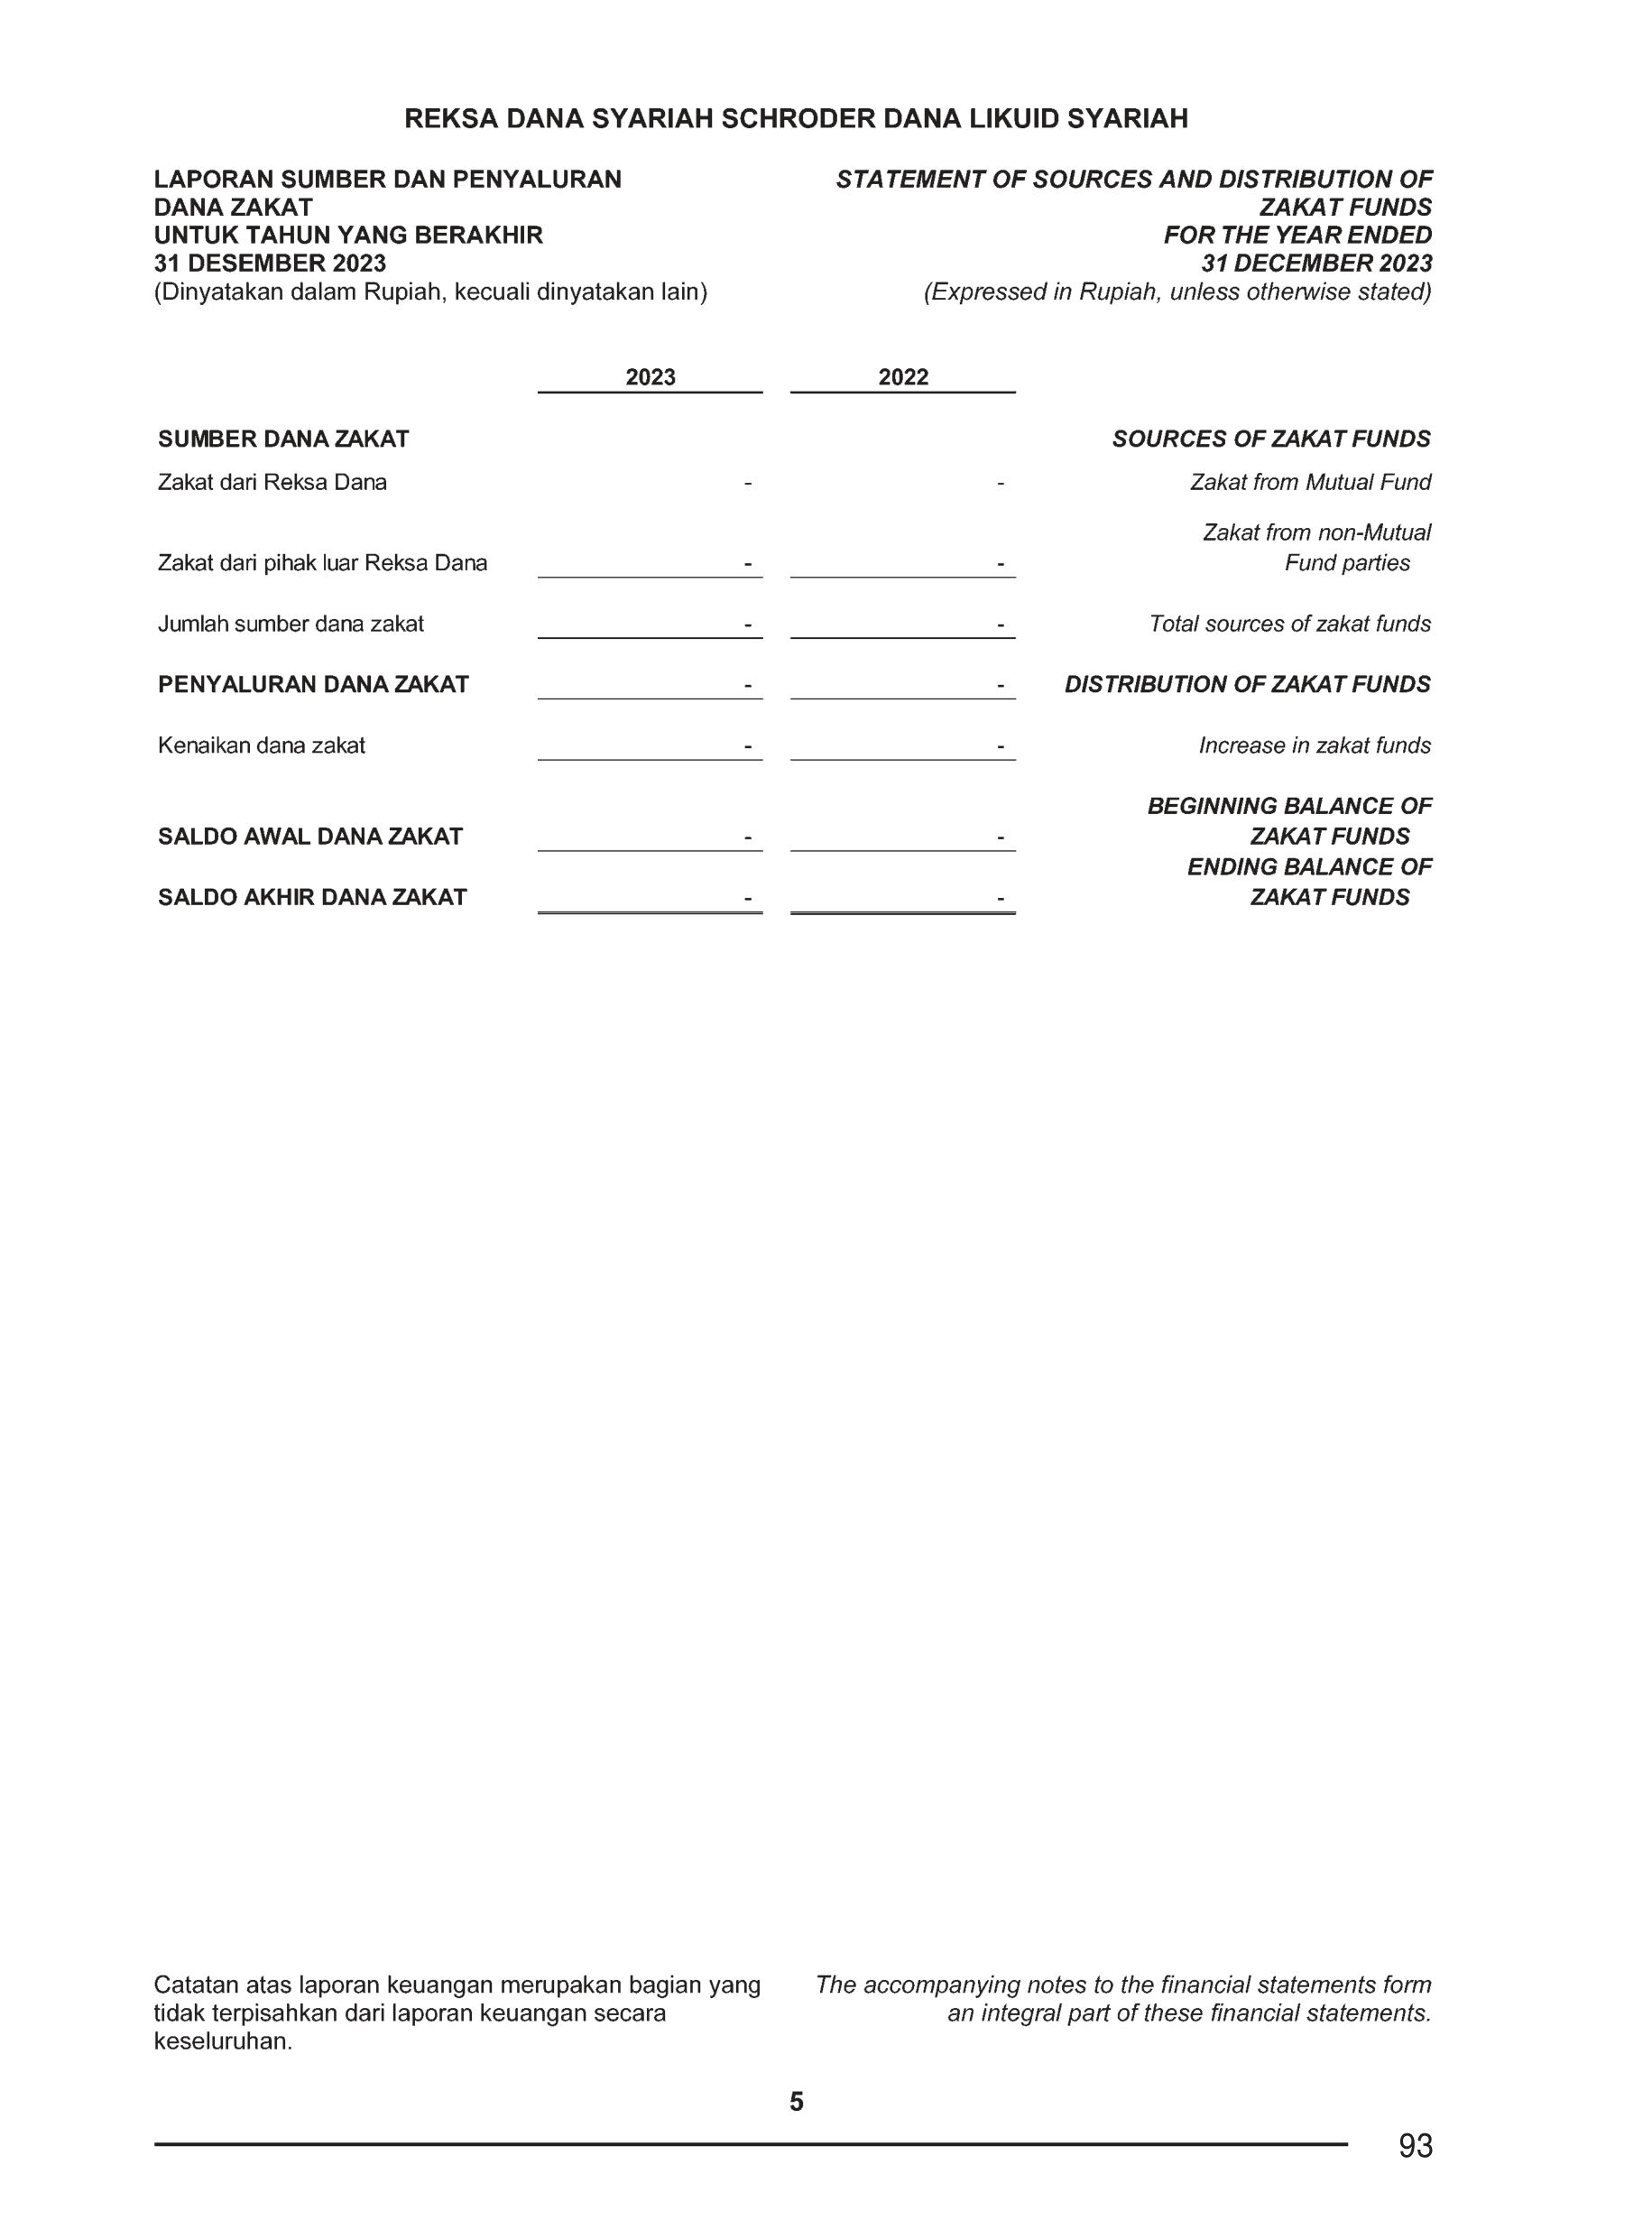 REKSA DANA SYARIAH SCHRODER DANA LIKUID SYARIAH
LAPORAN SUMBER DAN PENYALURAN
DANA ZAKAT
UNTUK TAHUN YANG BERAKHIR
31 DESEMBER 2023
(Dinyatakan dalam Rupiah, kecuali dinyatakan lain)
STATEMENT OF SOURCES AND DISTRIBUTION OF
ZAKAT FUNDS
FOR THE YEAR ENDED
31 DECEMBER 2023
(Expressed in Rupiah, unless otherwise stated)
2023 2022
SUMBER DANA ZAKAT SOURCES OF ZAKAT FUNDS
Zakat dari Reksa Dana - - Zakat from Mutual Fund
Zakat from non-Mutual
Zakat dari pihak luar Reksa Dana - - Fund parties
Jumlah sumber dana zakat - - Total sources of zakat funds
PENYALURAN DANA ZAKAT - - DISTRIBUTION OF ZAKAT FUNDS
Kenaikan dana zakat - - Increase in zakat funds
BEGINNING BALANCE OF
SALDO AWAL DANA ZAKAT - - ZAKAT FUNDS
ENDING BALANCE OF
SALDO AKHIR DANA ZAKAT - - ZAKAT FUNDS
Catatan atas laporan keuangan merupakan bagian yang
tidak terpisahkan dari laporan keuangan secara
keseluruhan.
The accompanying notes to the financial statements form
an integral part of these financial statements.
5
93